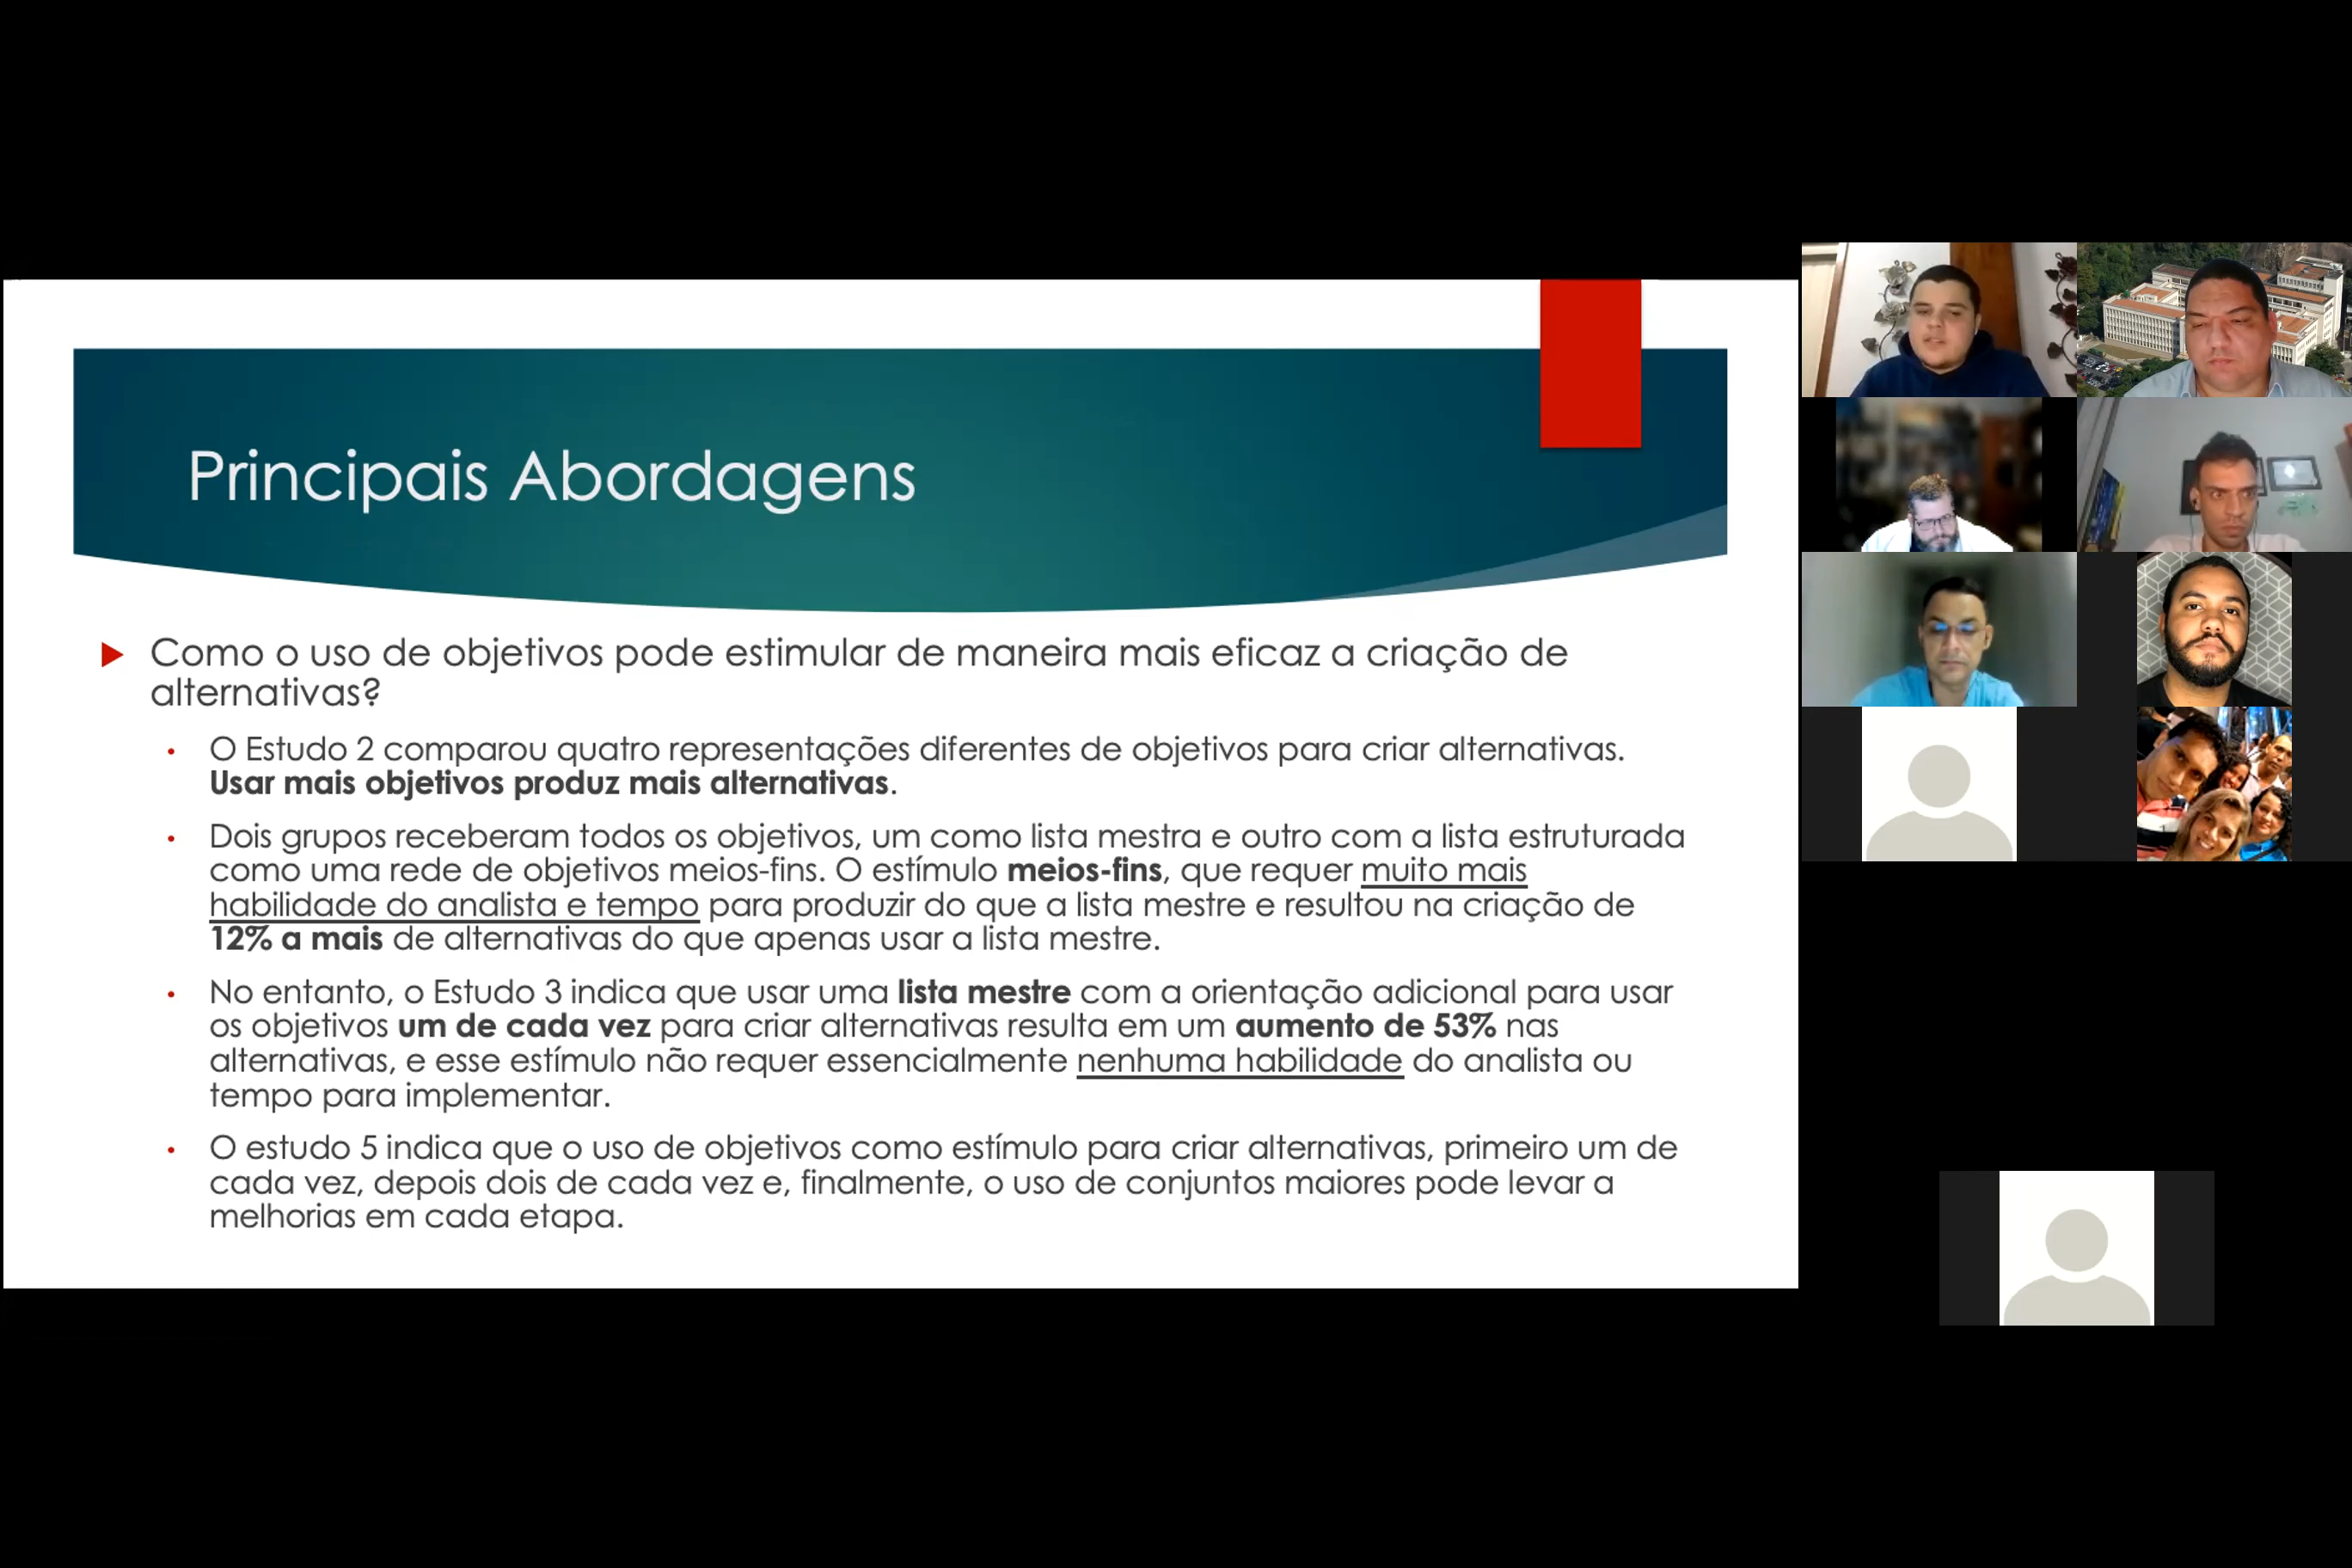 Principais Abordagens
Como o uso de objetivos pode estimular de maneira mais eficaz a criação de
alternativas?
O Estudo 2 comparou quatro representações diferentes de objetivos para criar alternativas.
Usar mais objetivos produz mais alternativas.
Dois grupos receberam todos os objetivos, um como lista mestra e outro com a lista estruturada
como uma rede de objetivos meios-fins. O estímulo meios-fins, que requer muito mais
habilidade do analista e tempo para produzir do que a lista mestre e resultou na criação de
12% a mais de alternativas do que apenas usar a lista mestre.
No entanto, o Estudo 3 indica que usar uma lista mestre com a orientação adicional para usar
os objetivos um de cada vez para criar alternativas resulta em um aumento de 53% nas
alternativas, e esse estímulo não requer essencialmente nenhuma habilidade do analista ou
tempo para implementar.
O estudo 5 indica que o uso de objetivos como estímulo para criar alternativas, primeiro um de
cada vez, depois dois de cada vez e, finalmente, o uso de conjuntos maiores pode levar a
melhorias em cada etapa.